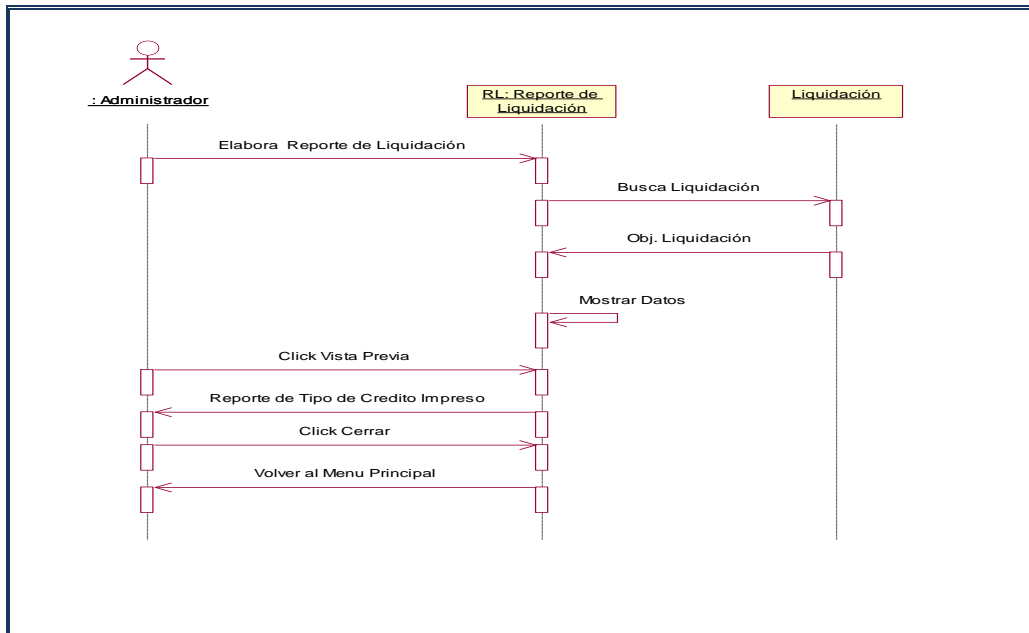 : Administrador
RL: Reporte de
Liquidación
Liquidación
Elabora Reporte de Liquidación
Busca Liquidación
Obj. Liquidación
Mostrar Datos
Click Vista Previa
Reporte de Tipo de Credito Impreso
Click Cerrar
Volver al Menu Principal